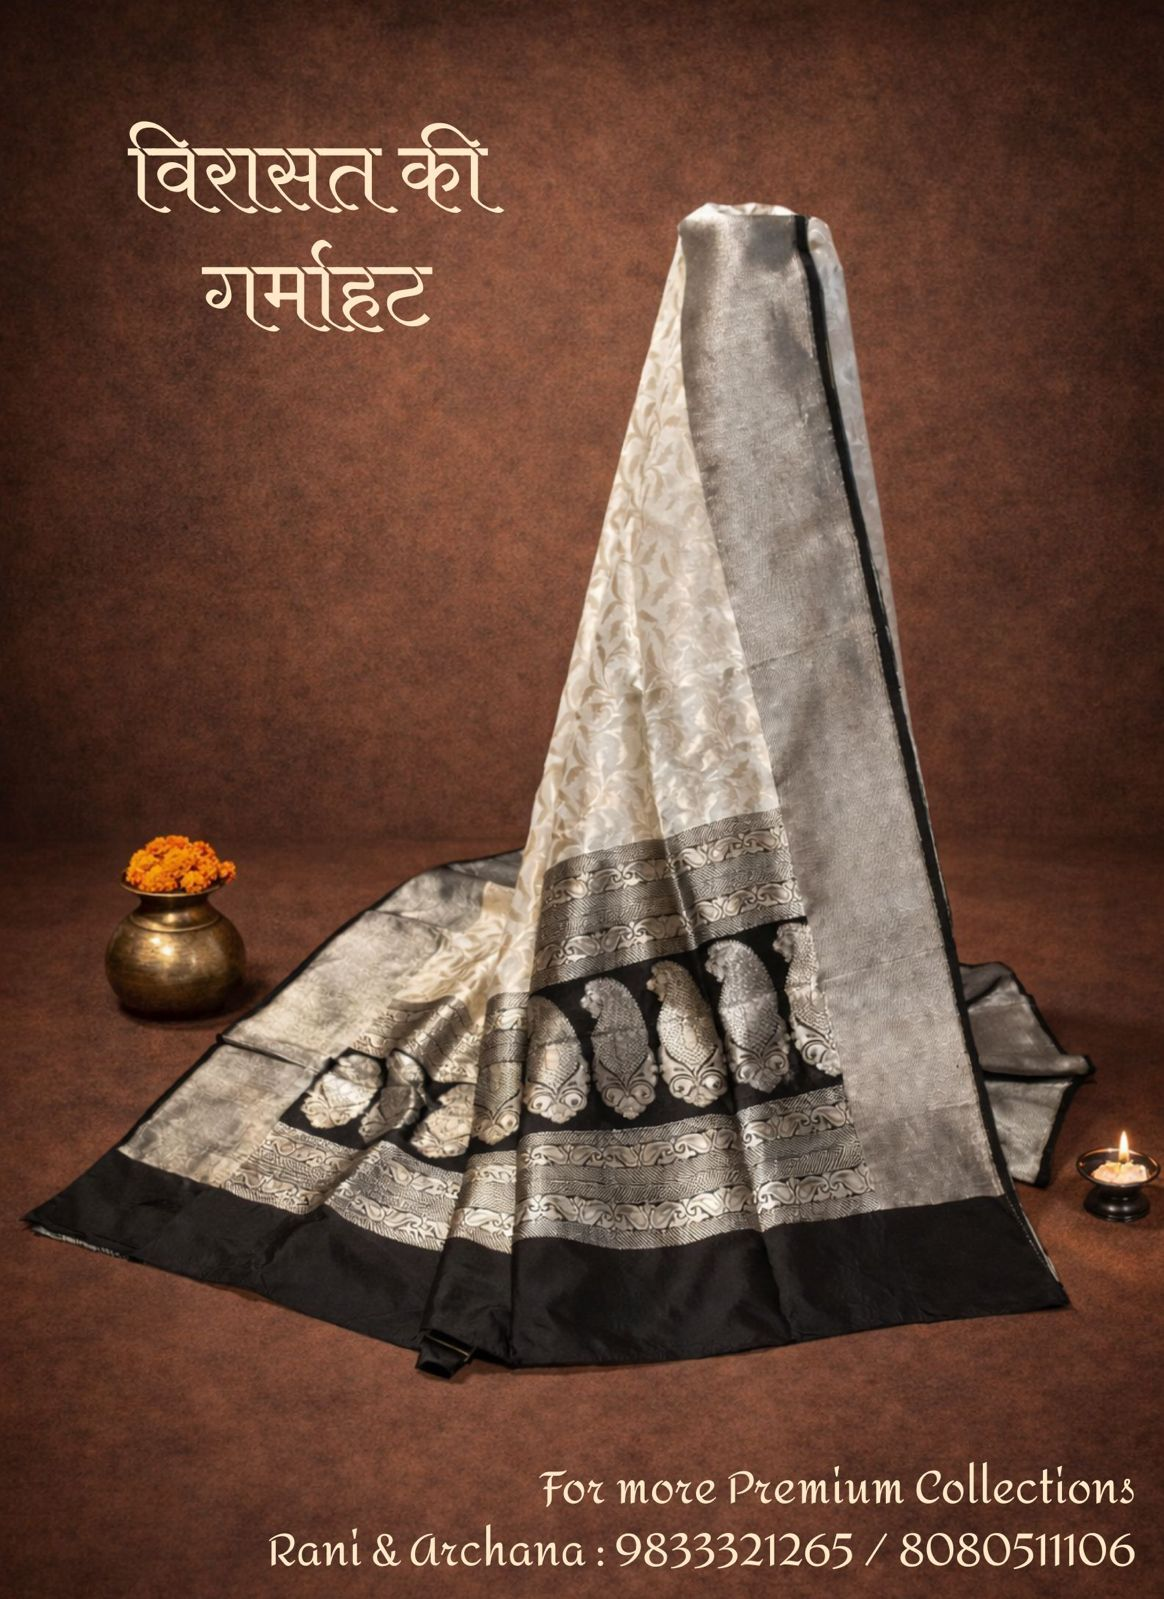 विरासत की
गर्माहट
For more Premium Collections
Rani & Archana : 9833321265 / 8080511106